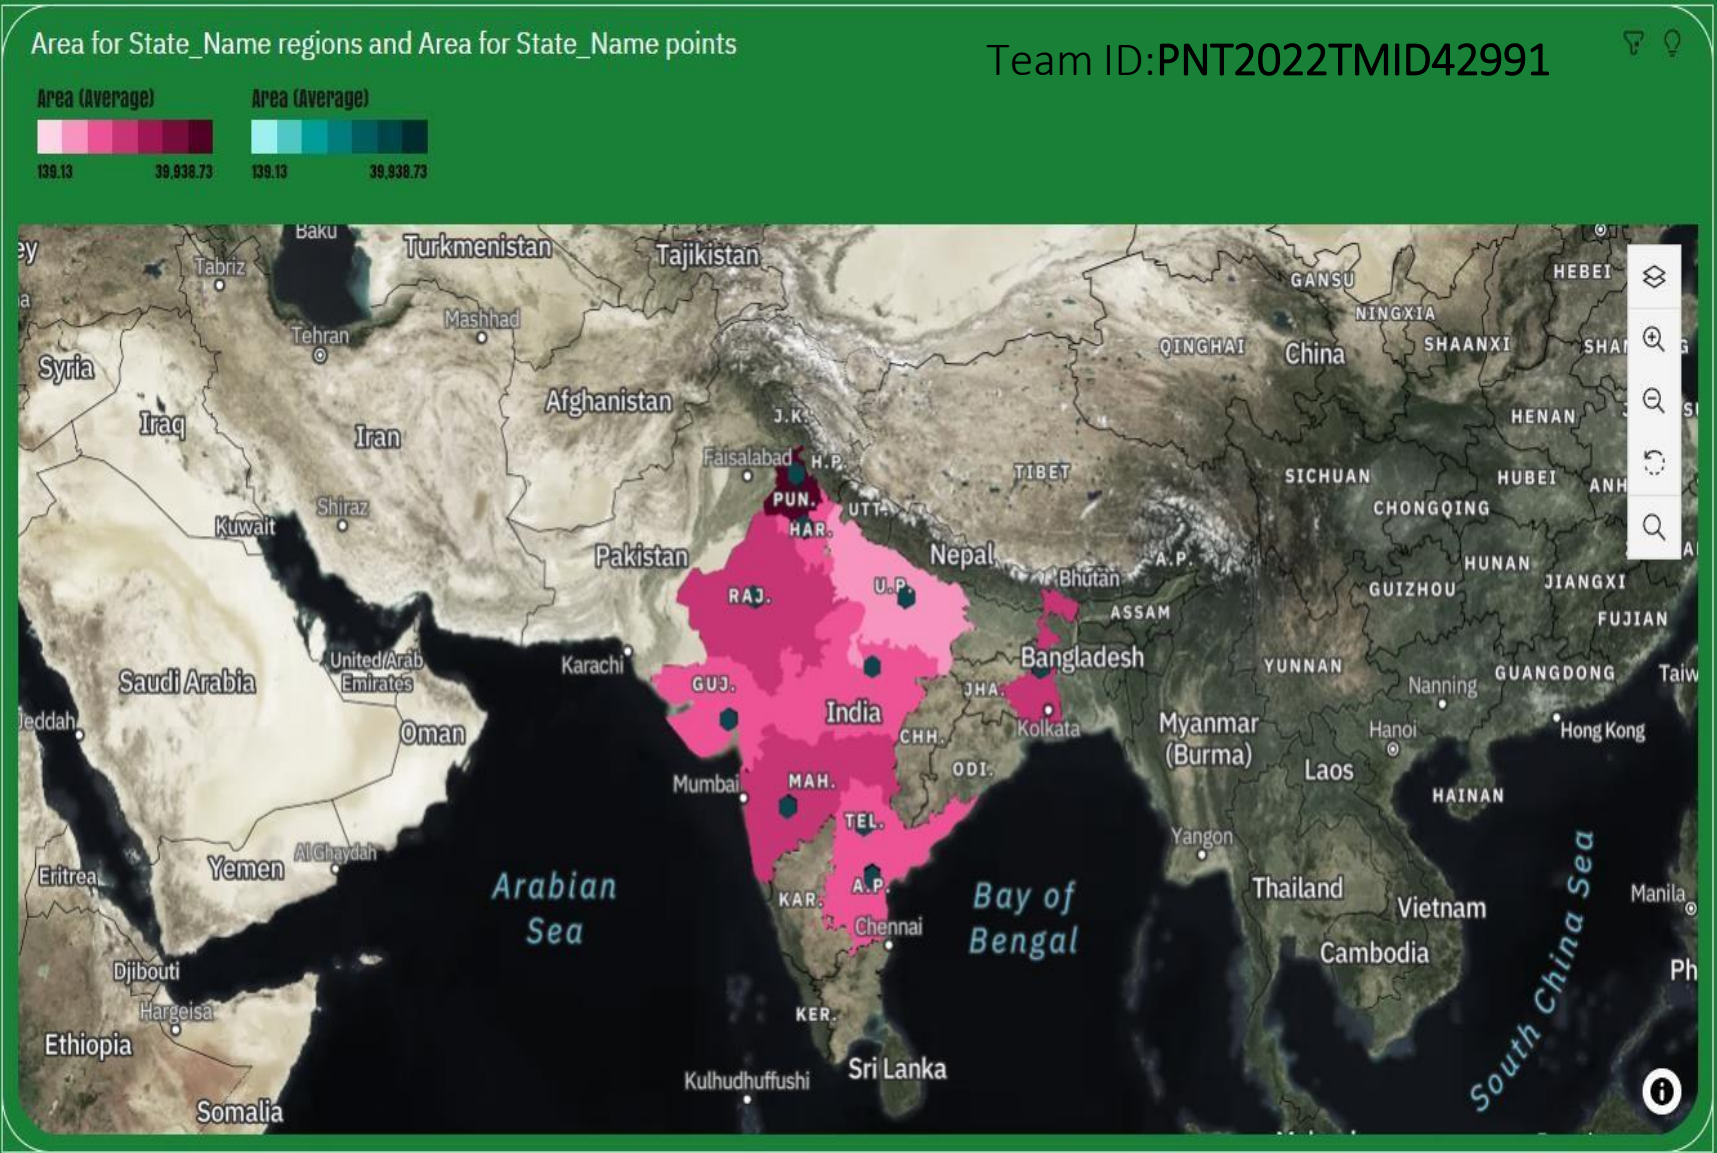 Area for State_Name regions and Area for State_Name points
Team ID:PNT2022TMID42991
Area (Average)
139.13 39,938.73
Area (Average)
139.13 39,938.73
Baku
Turkmenistan
Tajikistan
Tabriz
GANSU
HEBEI
NINGXIA
Mashhad
Tehran
QINGHAI
China
SHAANXI
Syria
Afghanistan
J.K.
HENAN
Iraq
Iran
Faisalabad
H.P.
TIBET
SICHUAN
HUBEI
PUN.
Shiraz
UTT.
CHONGQING
Kuwait
HAR.
Pakistan
Nepal
A.P.
HUNAN
Bhutan
JIANGXI
U.P.
GUIZHOU
RAJ.
ASSAM
FUJIAN
Karachi
United Arab
Emirates
Bangladesh
YUNNAN
GUANGDONG
Saudi Arabia
GUJ.
JHA.
Nanning
Taiw
India
Jeddah
Kolkata
Myanmar
(Burma)
Hanoi
Hong Kong
Oman
CHH.
Laos
ODI.
Mumbai
MAH.
HAINAN
TEL.
Yangon
Al Ghaydah
Yemen
Eritrea
Arabian
Sea
A.P.
KAR.
Bay of
Bengal
Thailand
Vietnam
Manila
Chennai
Cambodia
Djibouti
Ph
Hargeisa
KER.
South China Sea
Ethiopia
Sri Lanka
Kulhudhuffushi
Somalia